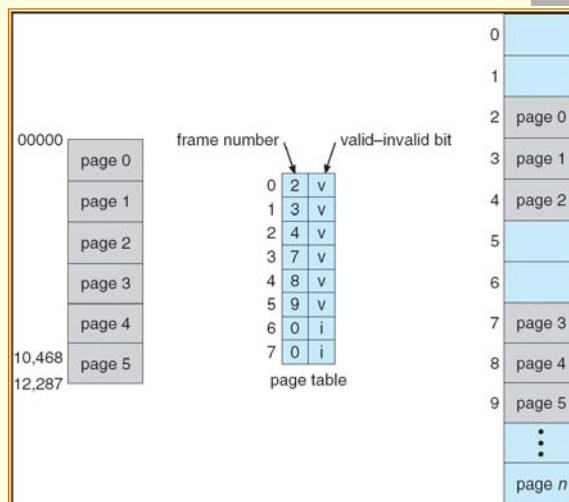 00000
page 0
page 1
page 2
page 3
page 4
10,468
page 5
12,287
frame number
valid–invalid bit
0 2 v
1 3 v
2 4 v
3 7 v
4 8 v
5 9 v
6 0 i
7 0 i
page table
0
1
2 page 0
3 page 1
4 page 2
5
6
7 page 3
8 page 4
9 page 5
page n